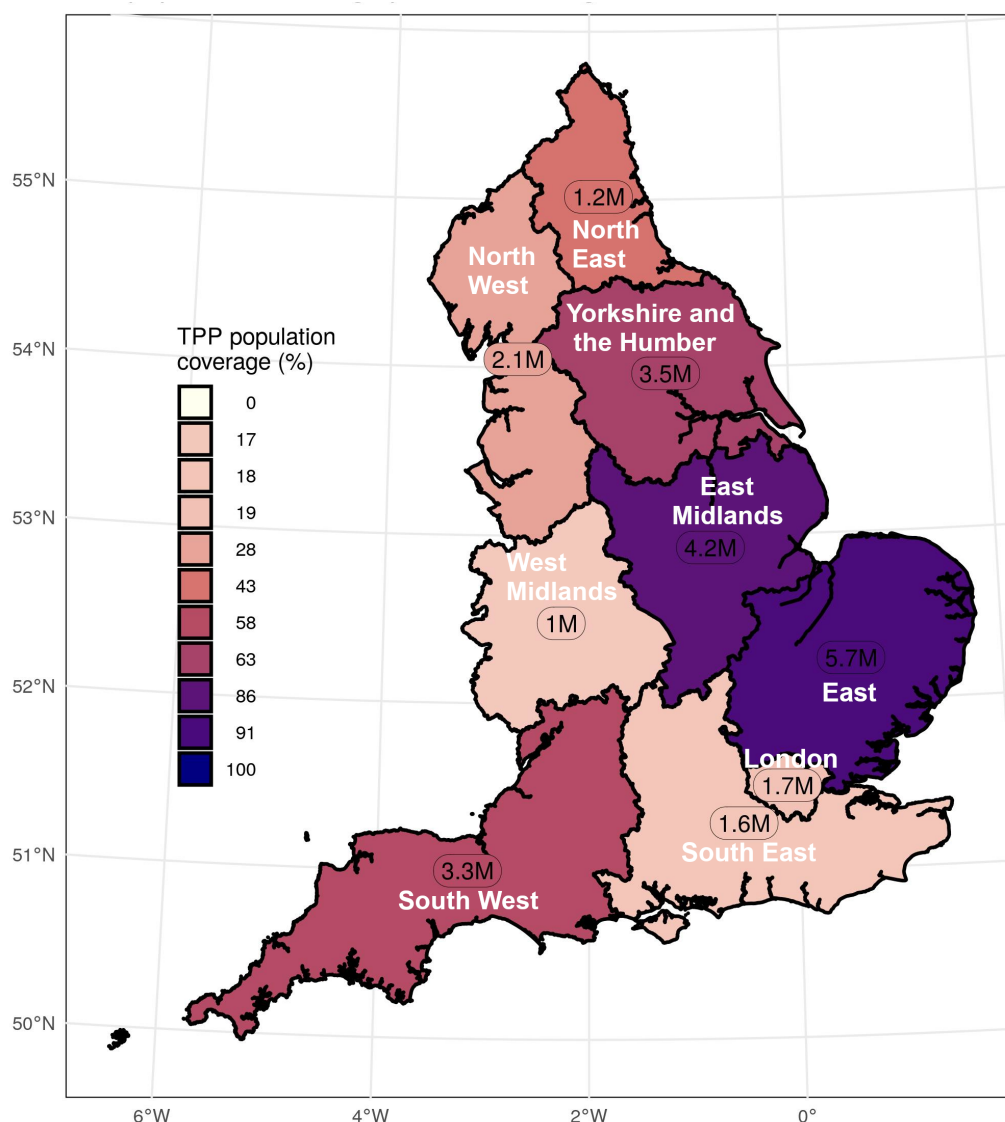 55°N
54°N
53°N
52°N
51°N
50°N
6°W
4°W
2°W
0°
TPP population
coverage (%)
0
17
18
19
28
43
58
63
86
91
100
1.2M
North
East
North
West
2.1M
Yorkshire and
the Humber
3.5M
East
Midlands
4.2M
West
Midlands
1M
5.7M
East
London
1.7M
1.6M
South East
3.3M
South West